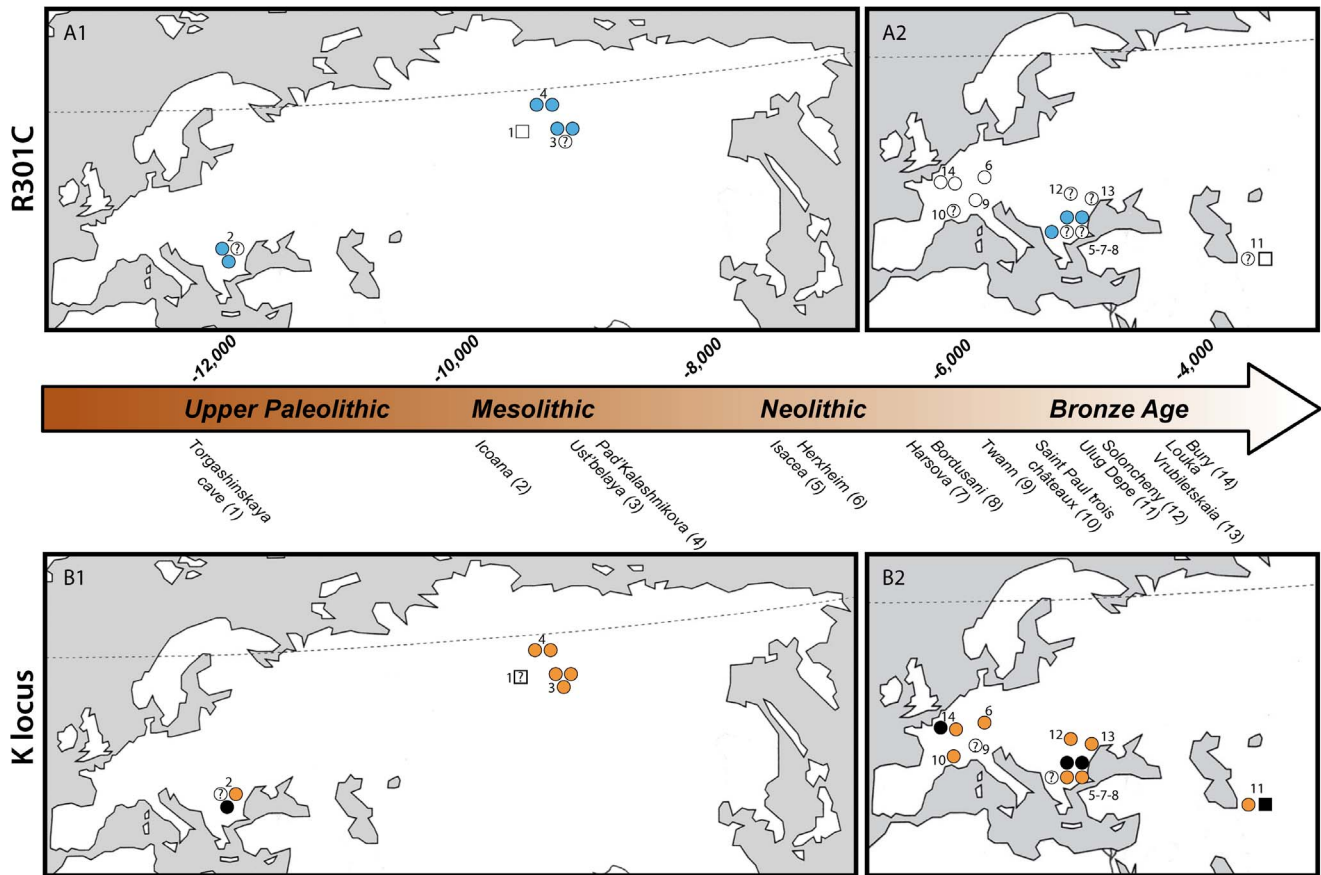 A1
A2
R301C
4
1
3
?
2
?
14
6
12
?
?
13
10
?
9
?
?
5-7-8
11
?
-12,000
-10,000
-8,000
-6,000
-4,000
Upper Paleolithic
Mesolithic
Neolithic
Bronze Age
Torgashinskaya
cave (1)
Icoana (2)
Ust'belaya (3)
Pad'Kalashnikova (4)
Isacea (5)
Herxheim (6)
Harsova (7)
Bordusani (8)
Twann (9)
Saint Paul trois
châteaux (10)
Ulug Depe (11)
Soloncheny (12)
Louka
Vrubiletskaia (13)
Bury (14)
B1
B2
K locus
4
1
?
3
2
?
14
6
?
9
10
12
13
?
5-7-8
11